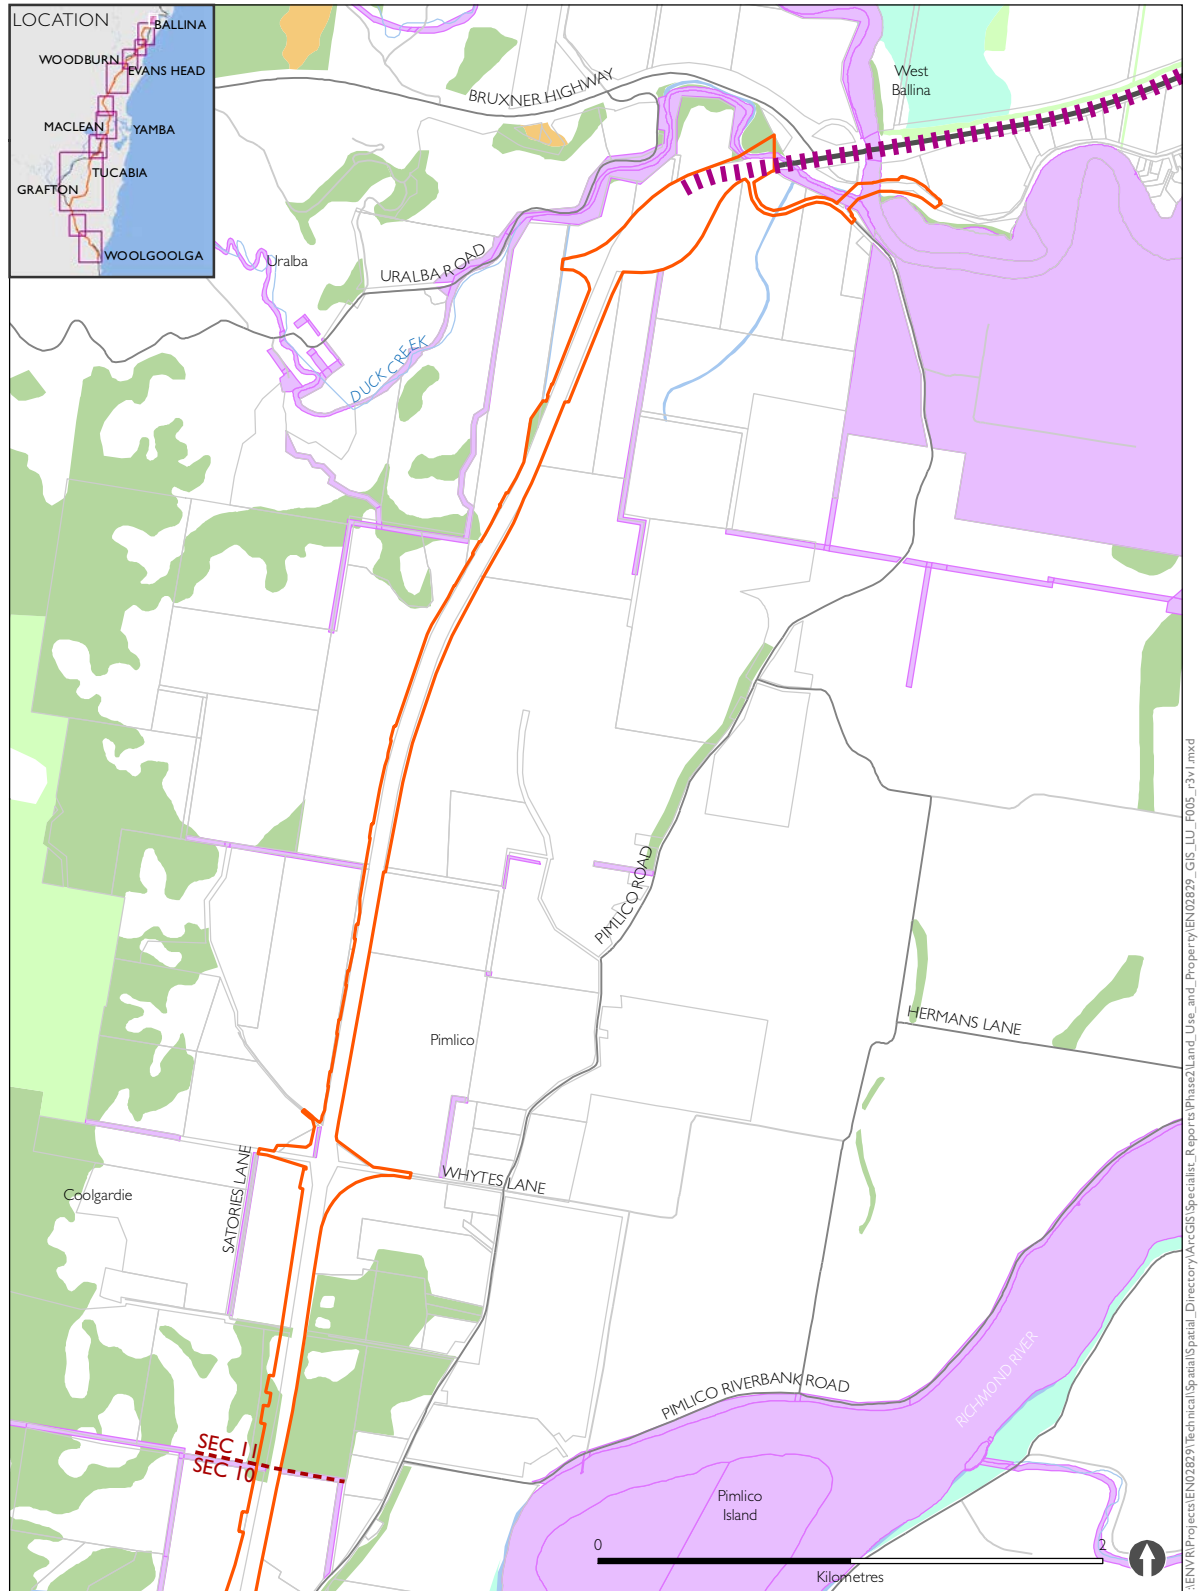 LOCATION
BALLINA
WOODBURN
EVANS HEAD
MACLEAN
YAMBA
TUCABIA
GRAFTON
WOOLGOOLGA
BRUXNER HIGHWAY
West
Ballina
Uralba
URALBA ROAD
DUCK CREEK
PIMLICO ROAD
HERMANS LANE
Pimlico
SATORIES LANE
WHYTES LANE
Coolgardie
RICHMOND RIVER
PIMLICO RIVERBANK ROAD
SEC 11
SEC 10
Pimlico
Island
0 2
Kilometres
:\ENVR\Projects\EN02829\Technical\Spatial\Spatial_Directory\ArcGIS\Specialist_Reports\Phase2\Land_Use_and_Property\EN02829_GIS_LU_F005_r3v1.mxd